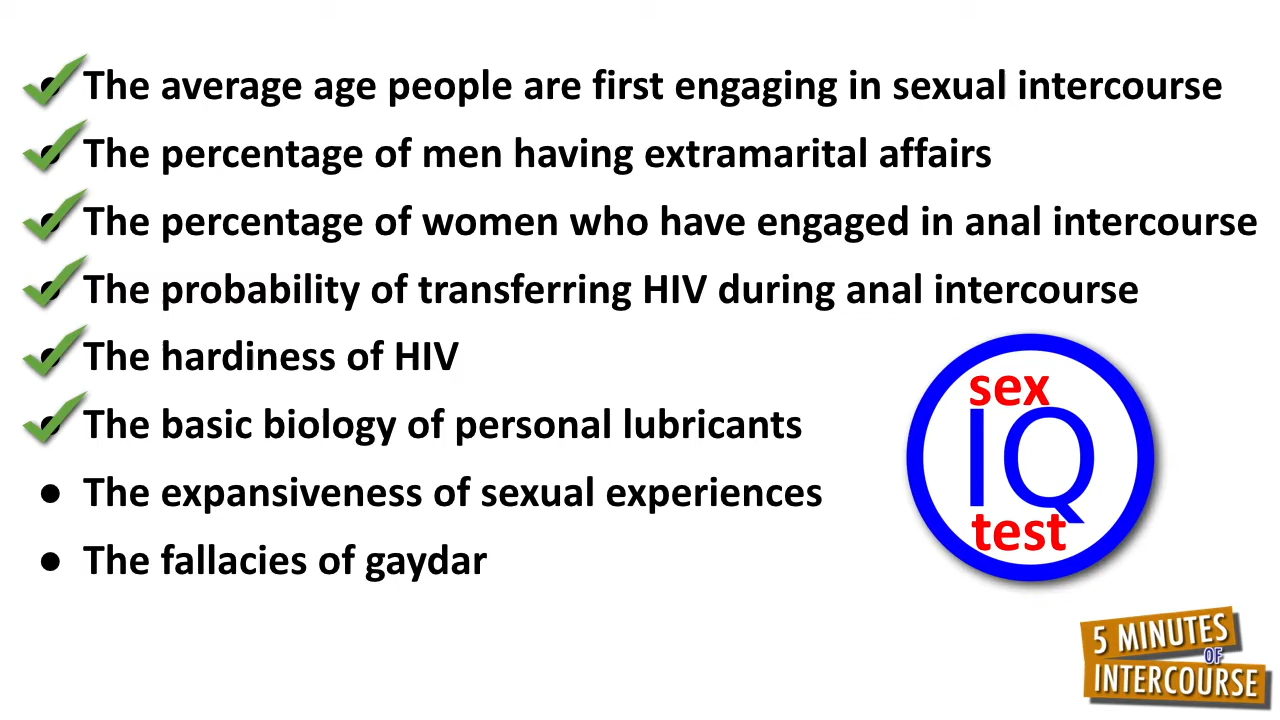 The average age people are first engaging in sexual intercourse
The percentage of men having extramarital affairs
The percentage of women who have engaged in anal intercourse
The probability of transferring HIV during anal intercourse
The hardiness of HIV
The basic biology of personal lubricants
The expansiveness of sexual experiences
The fallacies of gaydar
sex
IQ
test
5 MINUTES
OF
INTERCOURSE